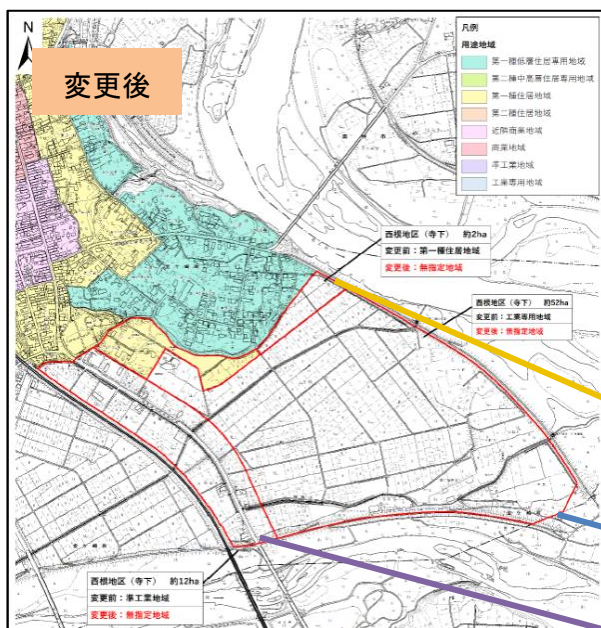 N
変更後
凡例
用途地域
第一種低層住居専用地域
第二種中高層住居専用地域
第一種住居地域
第二種住居地域
近隣商業地域
商業地域
準工業地域
工業専用地域
西根地区（寺下） 約2ha
変更前：第一種住居地域
変更後：無指定地域
西根地区（寺下） 約52ha
変更前：工業専用地域
変更後：無指定地域
西根地区（寺下） 約12ha
変更前：準工業地域
変更後：無指定地域